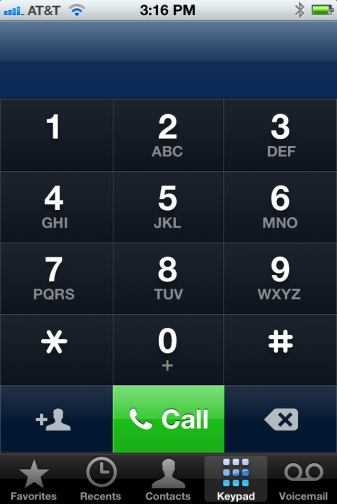 AT&T 3:16 PM
1 2 3
ABC DEF
4 5 6
GHI JKL MNO
7 8 9
PQRS TUV WXYZ
* 0 #
+
+ Call
Favorites Recents Contacts Keypad Voicemail